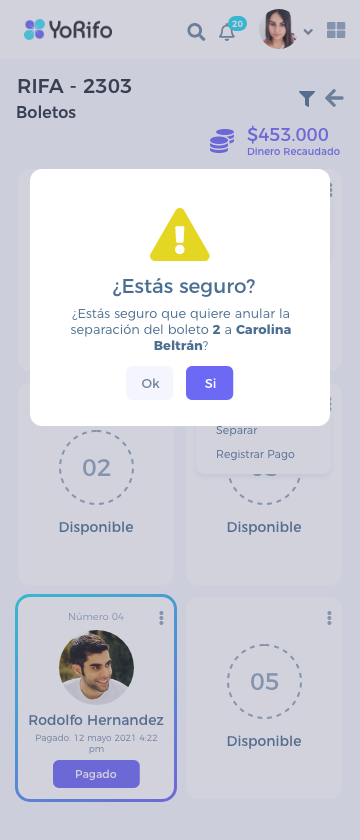 YoRifo
20
RIFA - 2303
Boletos
$453.000
Dinero Recaudado
¿Estás seguro?
¿Estás seguro que quiere anular la
separación del boleto 2 a Carolina
Beltrán?
Ok
Si
Separar
Registrar Pago
02
Disponible
Disponible
Número 04
Rodolfo Hernandez
Pagado: 12 mayo 2021 4:22
pm
Pagado
05
Disponible